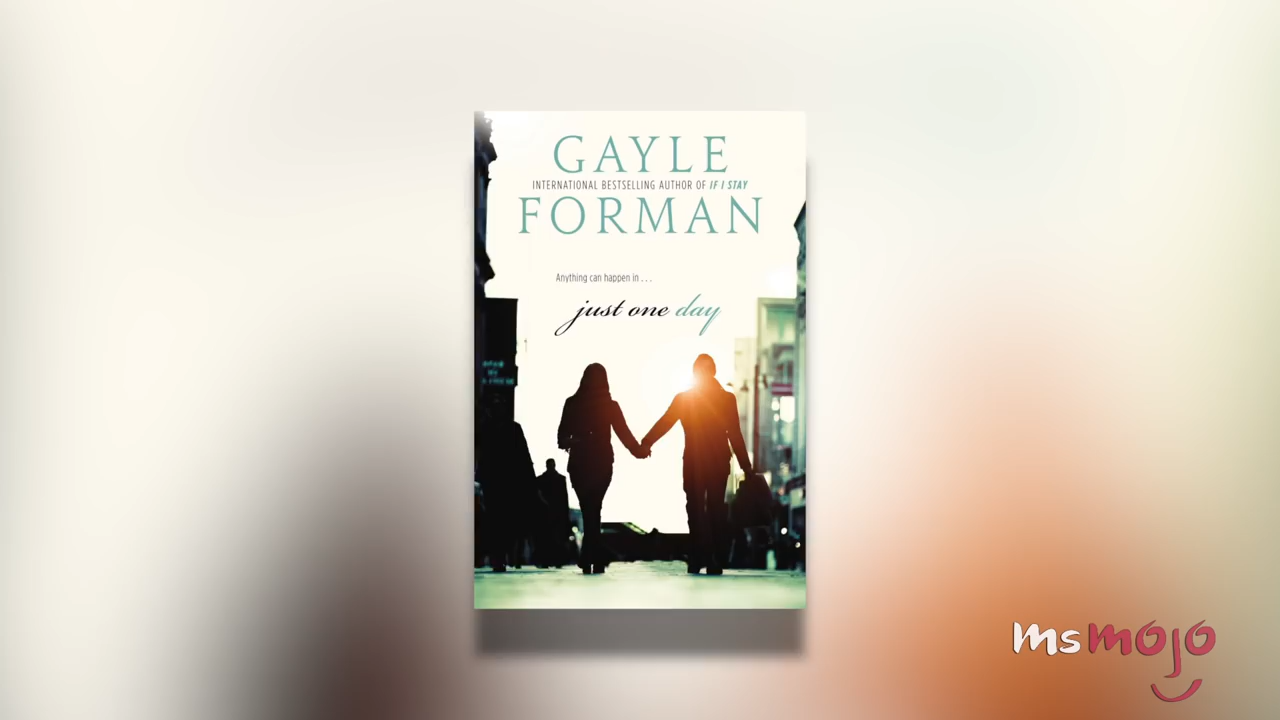 GAYLE
INTERNATIONAL BESTSELLING AUTHOR OF IF I STAY
FORMAN
Anything can happen in . . .
just one day
msmojo